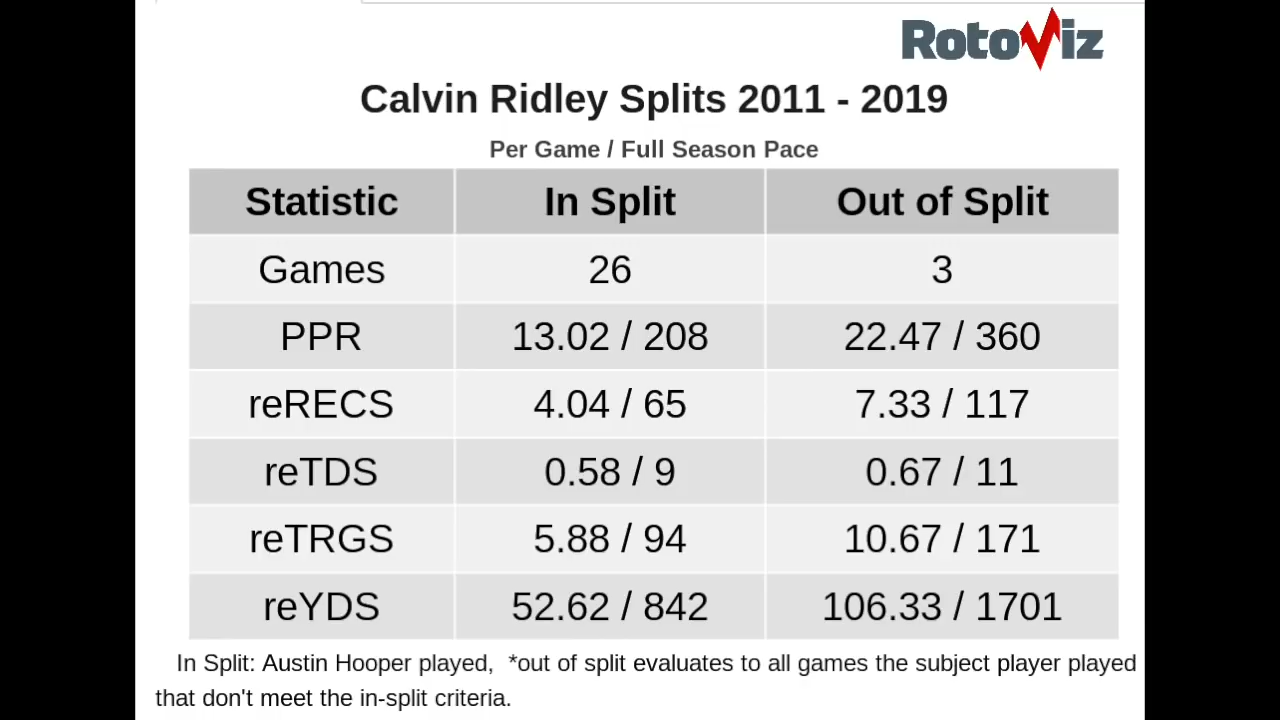 RotoViz
Calvin Ridley Splits 2011 - 2019
Per Game / Full Season Pace
Statistic In Split Out of Split
Games 26 3
PPR 13.02 / 208 22.47 / 360
reRECS 4.04 / 65 7.33 / 117
reTDS 0.58 / 9 0.67 / 11
reTRGS 5.88 / 94 10.67 / 171
reYDS 52.62 / 842 106.33 / 1701
In Split: Austin Hooper played, *out of split evaluates to all games the subject player played
that don't meet the in-split criteria.